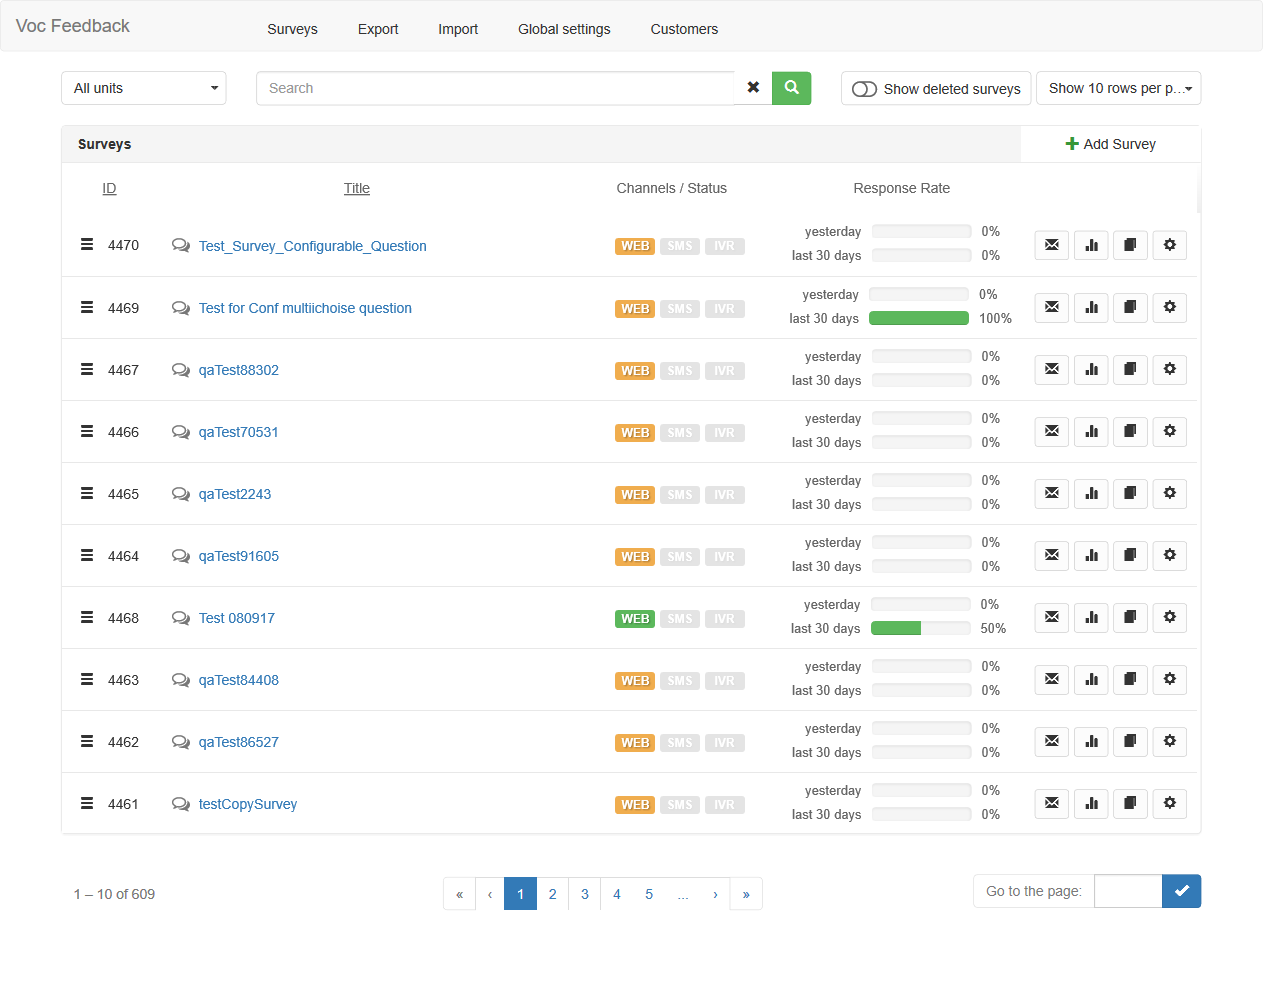 Voc Feedback Surveys Export Import Global settings Customers
All units Search Show deleted surveys Show 10 rows per p...
Surveys Add Survey
ID Title Channels / Status Response Rate
4470 Test_Survey_Configurable_Question WEB SMS IVR yesterday 0%
last 30 days 0%
4469 Test for Conf multiichoise question WEB SMS IVR yesterday 0%
last 30 days 100%
4467 qaTest88302 WEB SMS IVR yesterday 0%
last 30 days 0%
4466 qaTest70531 WEB SMS IVR yesterday 0%
last 30 days 0%
4465 qaTest2243 WEB SMS IVR yesterday 0%
last 30 days 0%
4464 qaTest91605 WEB SMS IVR yesterday 0%
last 30 days 0%
4468 Test 080917 WEB SMS IVR yesterday 0%
last 30 days 50%
4463 qaTest84408 WEB SMS IVR yesterday 0%
last 30 days 0%
4462 qaTest86527 WEB SMS IVR yesterday 0%
last 30 days 0%
4461 testCopySurvey WEB SMS IVR yesterday 0%
last 30 days 0%
1 – 10 of 609 « ‹ 1 2 3 4 5 ... › » Go to the page: